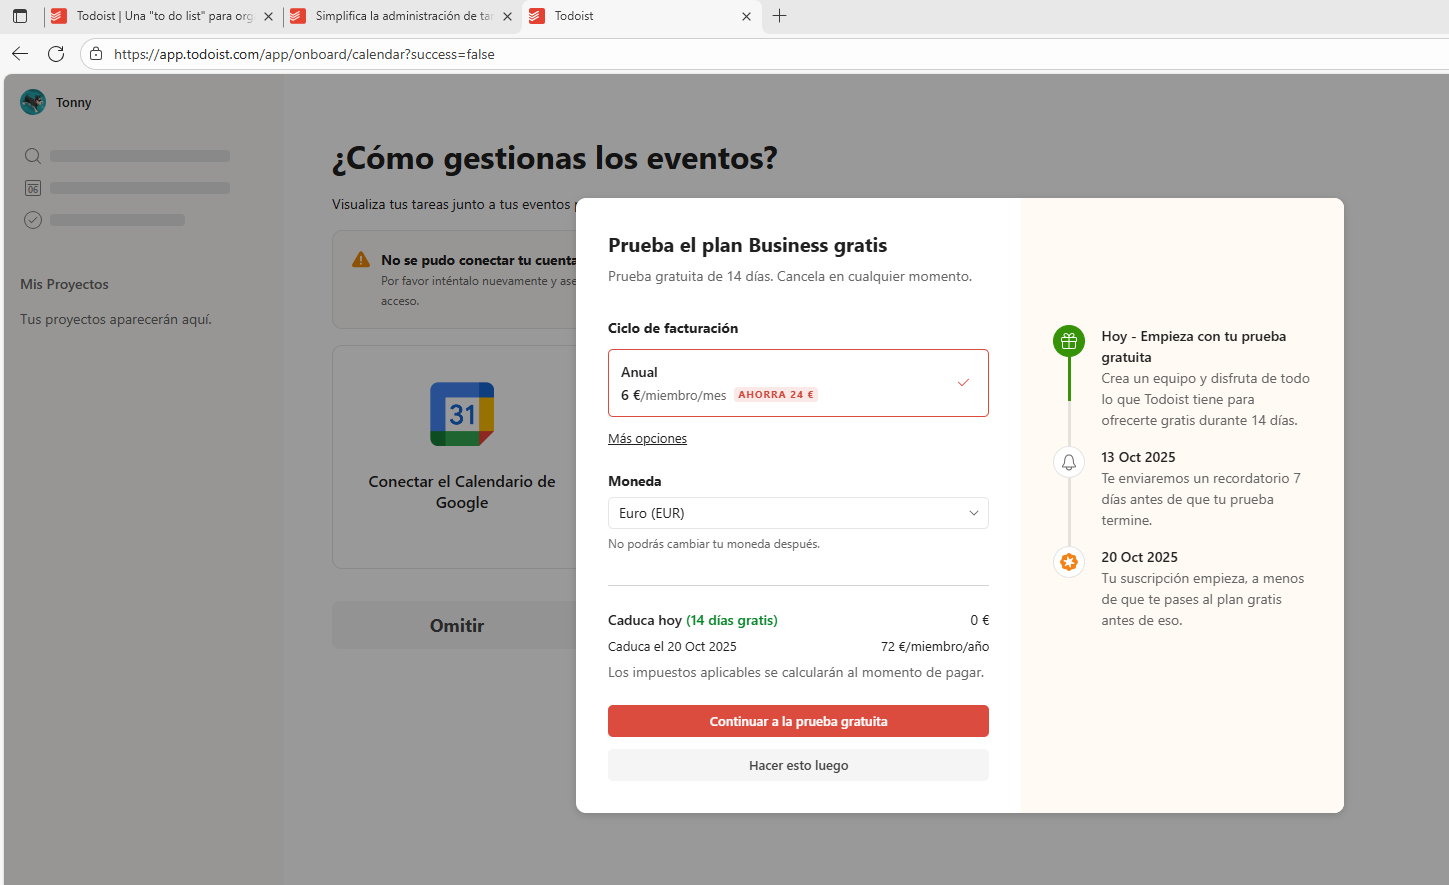 Todoist | Una "to do list" para org
Simplifica la administración de tar
Todoist
https://app.todoist.com/app/onboard/calendar?success=false
Tonny
06
Mis Proyectos
Tus proyectos aparecerán aquí.
¿Cómo gestionas los eventos?
Visualiza tus tareas junto a tus eventos
No se pudo conectar tu cuenta
Por favor inténtalo nuevamente y
acceso.
31
Conectar el Calendario de
Google
Omitir
Prueba el plan Business gratis
Prueba gratuita de 14 días. Cancela en cualquier momento.
Ciclo de facturación
Anual
6 €/miembro/mes AHORRA 24 €
Más opciones
Moneda
Euro (EUR)
No podrás cambiar tu moneda después.
Caduca hoy (14 días gratis) 0 €
Caduca el 20 Oct 2025 72 €/miembro/año
Los impuestos aplicables se calcularán al momento de pagar.
Continuar a la prueba gratuita
Hacer esto luego
Hoy - Empieza con tu prueba
gratuita
Crea un equipo y disfruta de todo
lo que Todoist tiene para
ofrecerte gratis durante 14 días.
13 Oct 2025
Te enviaremos un recordatorio 7
días antes de que tu prueba
termine.
20 Oct 2025
Tu suscripción empieza, a menos
de que te pases al plan gratis
antes de eso.